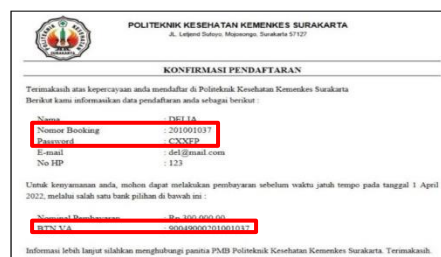 POLITEKNIK KESEHATAN KEMENKES SURAKARTA
JL. Letjend Sutoyo, Mojosongo, Surakarta 57127
KONFIRMASI PENDAFTARAN
Terimakasih atas kepercayaan anda mendaftar di Politeknik Kesehatan Kemenkes Surakarta
Berikut kami informasikan data pendaftaran anda sebagai berikut :
Nama : DELIA
Nomor Booking : 201001037
Password : CXXFP
E-mail : del@mail.com
No HP : 123
Untuk kenyamanan anda, mohon dapat melakukan pembayaran sebelum waktu jatuh tempo pada tanggal 1 April
2022, melalui salah satu bank pilihan di bawah ini :
Nominal Pembayaran : Rp 300.000,00
BTN VA : 90049000201001037
Informasi lebih lanjut silahkan menghubungi panitia PMB Politeknik Kesehatan Kemenkes Surakarta. Terimakasih.